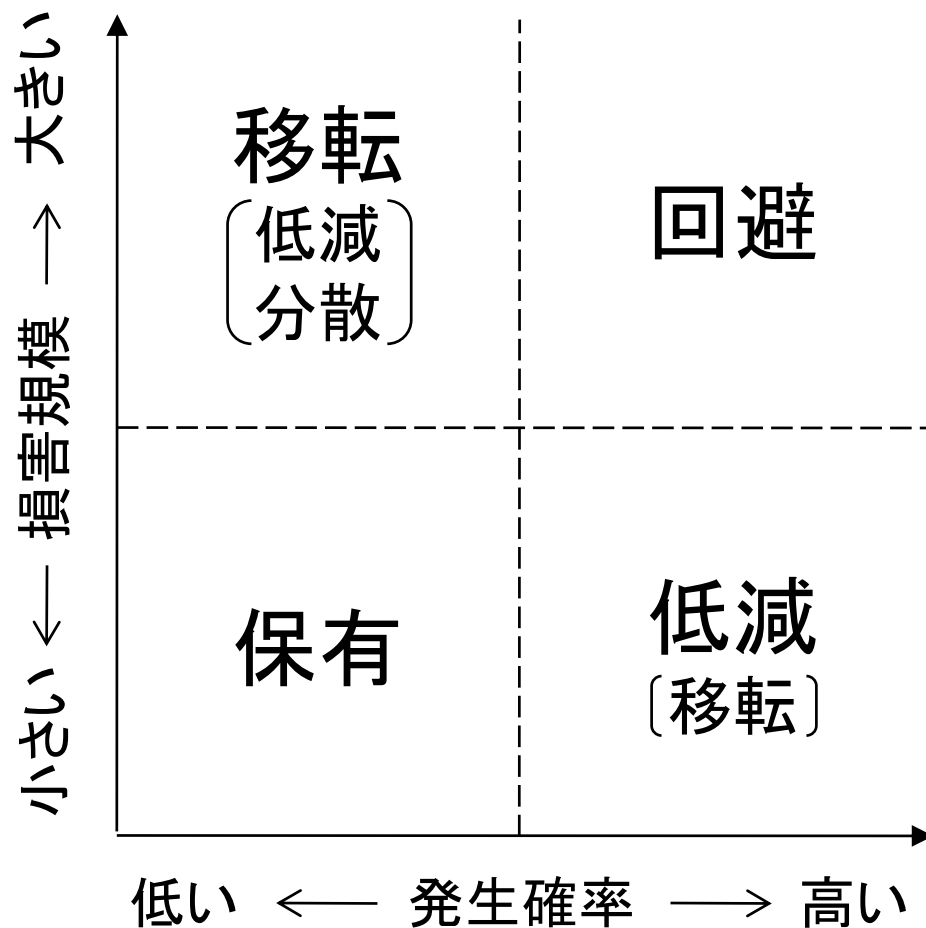 移転
低減
分散
回避
保有
低減
〔移転〕
小さい ← 損害規模 → 大きい
低い ← 発生確率 → 高い